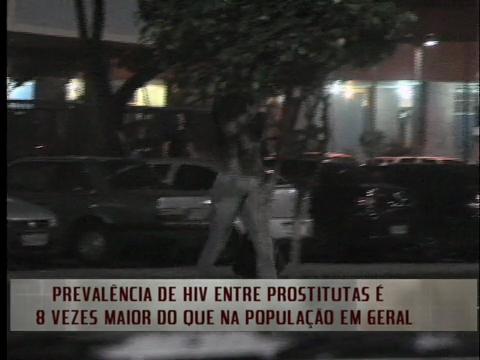 PREVALÊNCIA DE HIV ENTRE PROSTITUTAS É
8 VEZES MAIOR DO QUE NA POPULAÇÃO EM GERAL